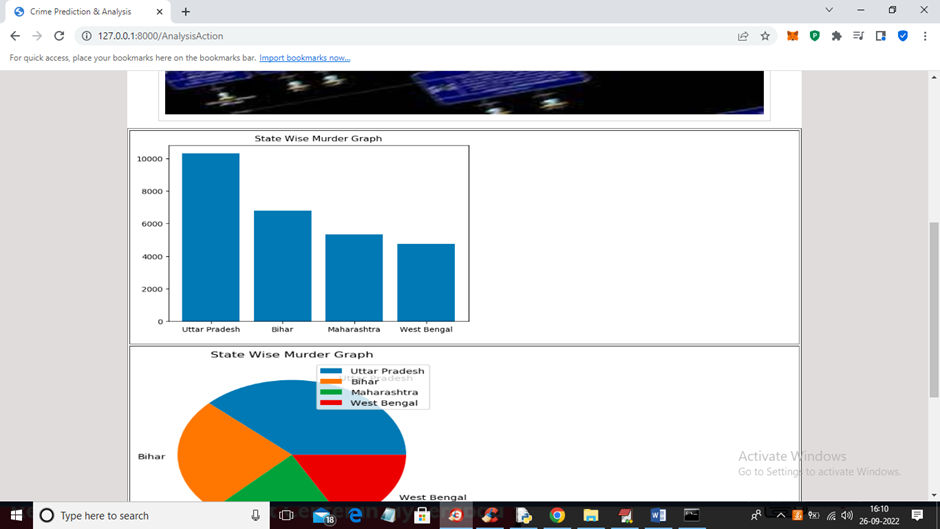 Crime Prediction & Analysis
127.0.0.1:8000/AnalysisAction
For quick access, place your bookmarks here on the bookmarks bar. Import bookmarks now...
State Wise Murder Graph
10000
8000
6000
4000
2000
0
Uttar Pradesh Bihar Maharashtra West Bengal
State Wise Murder Graph
Uttar Pradesh
Uttar Pradesh
Bihar
Maharashtra
West Bengal
Bihar
West Bengal
Activate Windows
Go to Settings to activate Windows.
Type here to search
18
16:10
26-09-2022